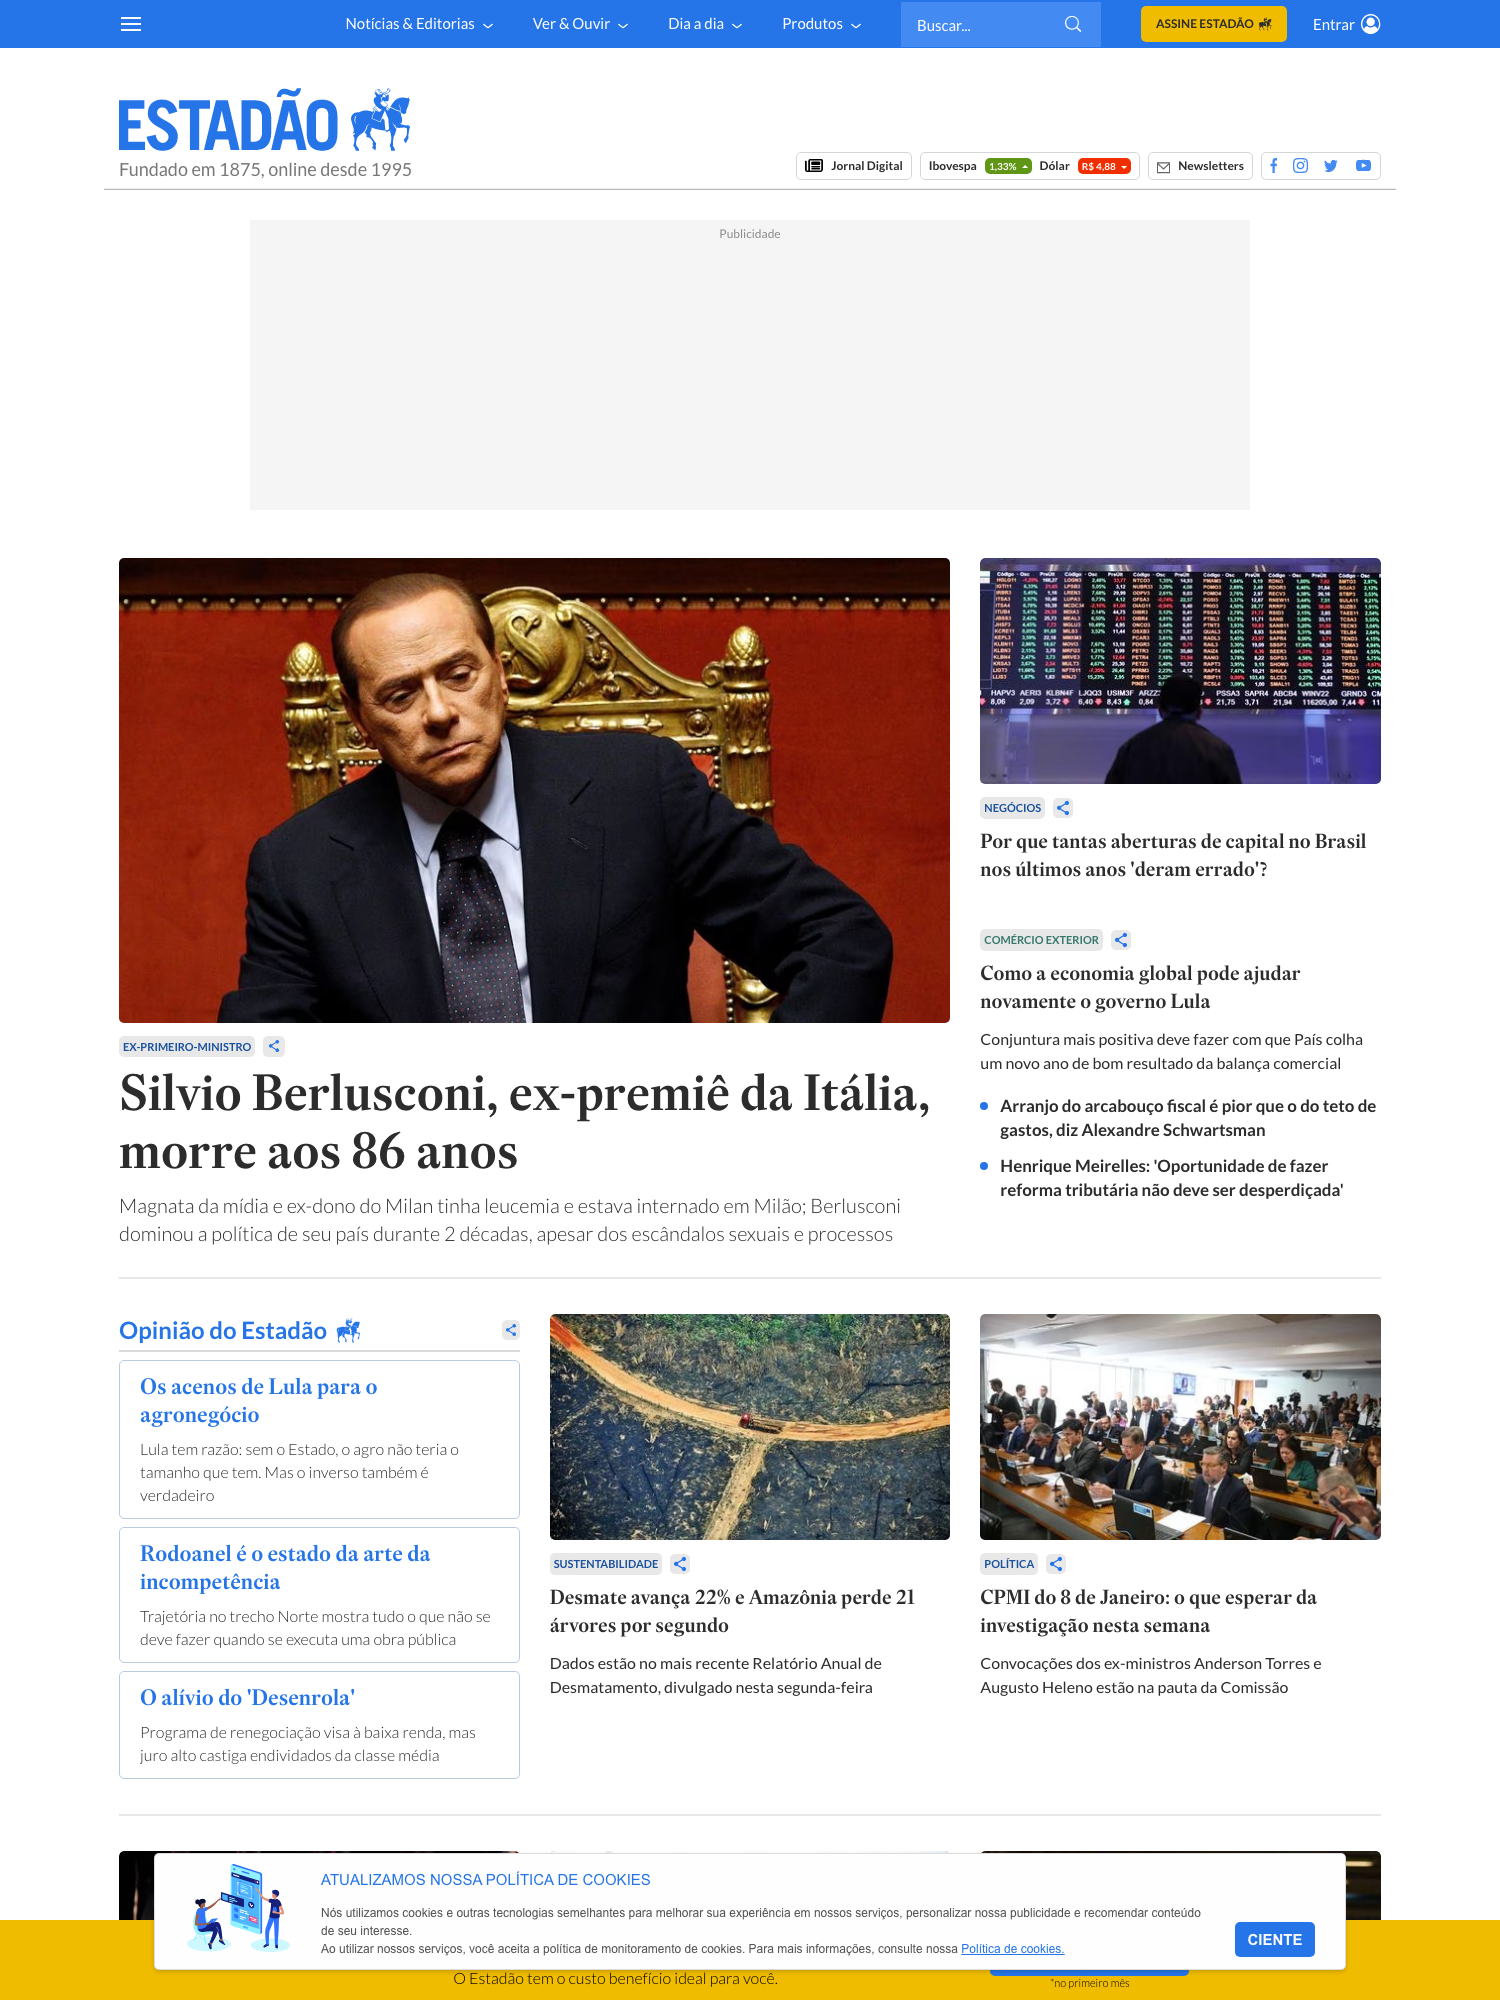 Notícias & Editorias
Ver & Ouvir
Dia a dia
Produtos
Buscar...
ASSINE ESTADÃO
Entrar
ESTADÃO
Fundado em 1875, online desde 1995
Jornal Digital
Ibovespa 1,33% Dólar R$ 4,88
Newsletters
Publicidade
EX-PRIMEIRO-MINISTRO
Silvio Berlusconi, ex-premiê da Itália,
morre aos 86 anos
Magnata da mídia e ex-dono do Milan tinha leucemia e estava internado em Milão; Berlusconi
dominou a política de seu país durante 2 décadas, apesar dos escândalos sexuais e processos
NEGÓCIOS
Por que tantas aberturas de capital no Brasil
nos últimos anos 'deram errado'?
COMÉRCIO EXTERIOR
Como a economia global pode ajudar
novamente o governo Lula
Conjuntura mais positiva deve fazer com que País colha
um novo ano de bom resultado da balança comercial
Arranjo do arcabouço fiscal é pior que o do teto de
gastos, diz Alexandre Schwartsman
Henrique Meirelles: 'Oportunidade de fazer
reforma tributária não deve ser desperdiçada'
Opinião do Estadão
Os acenos de Lula para o
agronegócio
Lula tem razão: sem o Estado, o agro não teria o
tamanho que tem. Mas o inverso também é
verdadeiro
Rodoanel é o estado da arte da
incompetência
Trajetória no trecho Norte mostra tudo o que não se
deve fazer quando se executa uma obra pública
O alívio do 'Desenrola'
Programa de renegociação visa à baixa renda, mas
juro alto castiga endividados da classe média
SUSTENTABILIDADE
Desmate avança 22% e Amazônia perde 21
árvores por segundo
Dados estão no mais recente Relatório Anual de
Desmatamento, divulgado nesta segunda-feira
POLÍTICA
CPMI do 8 de Janeiro: o que esperar da
investigação nesta semana
Convocações dos ex-ministros Anderson Torres e
Augusto Heleno estão na pauta da Comissão
ATUALIZAMOS NOSSA POLÍTICA DE COOKIES
Nós utilizamos cookies e outras tecnologias semelhantes para melhorar sua experiência em nossos serviços, personalizar nossa publicidade e recomendar conteúdo
de seu interesse.
Ao utilizar nossos serviços, você aceita a política de monitoramento de cookies. Para mais informações, consulte nossa Política de cookies.
CIENTE
O Estadão tem o custo benefício ideal para você.
*no primeiro mês